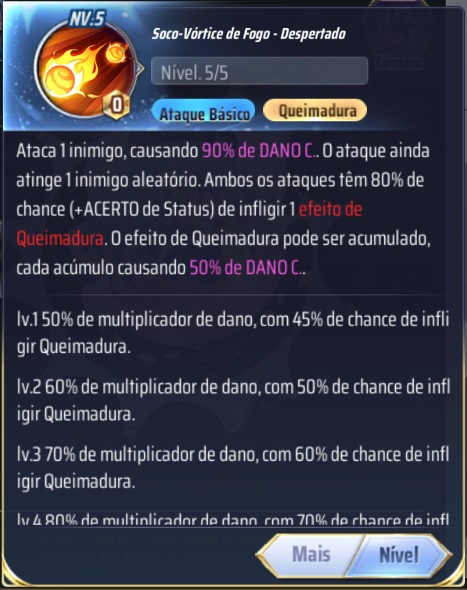 NV.5
Soco-Vórtice de Fogo - Despertado
Nível. 5/5
0
Ataque Básico
Queimadura
Cósmico
Ataca 1 inimigo, causando 90% de DANO C.. O ataque ainda
atinge 1 inimigo aleatório. Ambos os ataques têm 80% de
chance (+ACERTO de Status) de infligir 1 efeito de
Queimadura. O efeito de Queimadura pode ser acumulado,
cada acúmulo causando 50% de DANO C..
lv.1 50% de multiplicador de dano, com 45% de chance de infli
gir Queimadura.
lv.2 60% de multiplicador de dano, com 50% de chance de infl
igir Queimadura.
lv.3 70% de multiplicador de dano, com 60% de chance de infl
igir Queimadura.
lv.4 80% de multiplicador de dano, com 70% de chance de infl
Mais
Nível